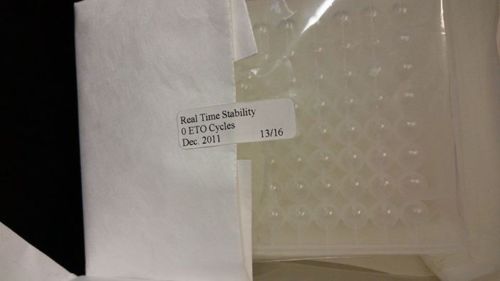 Real Time Stability
0 ETO Cycles
Dec. 2011 13/16